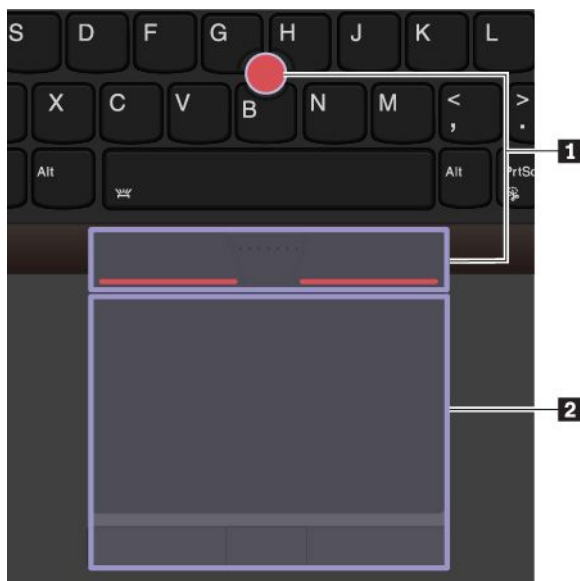 S D F G H J K L
X C V B N M < ,
> .
Alt Alt PrtSc
1
2